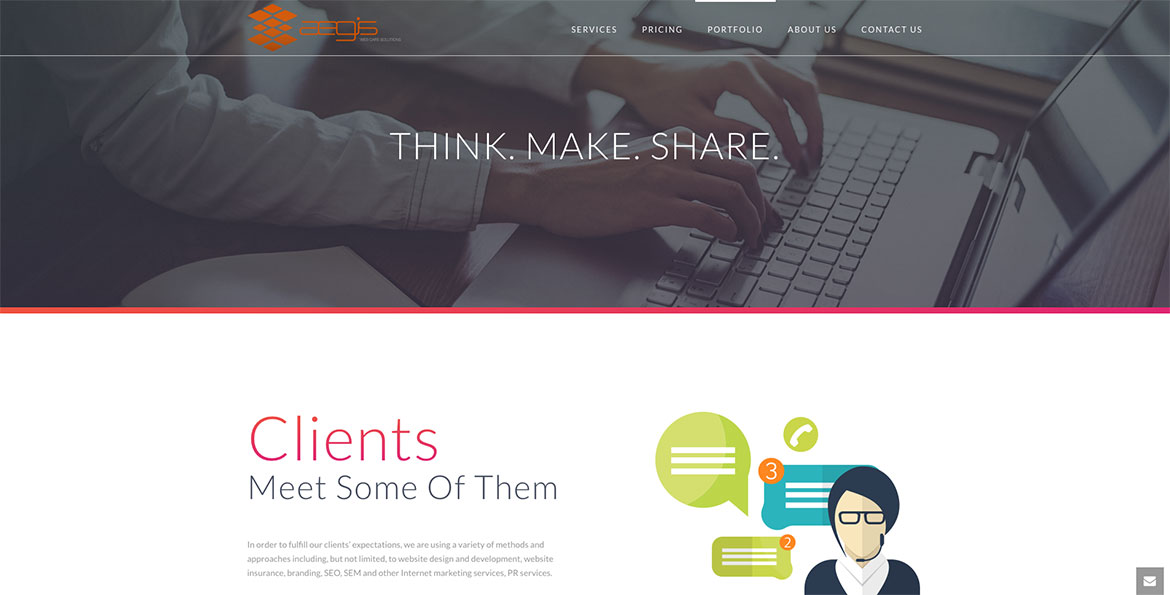 aegis
SERVICES PRICING PORTFOLIO ABOUT US CONTACT US
THINK. MAKE. SHARE.
Clients
Meet Some Of Them
3
2
In order to fulfill our clients' expectations, we are using a variety of methods and
approaches including, but not limited, to website design and development, website
insurance, branding, SEO, SEM and other Internet marketing services, PR services.